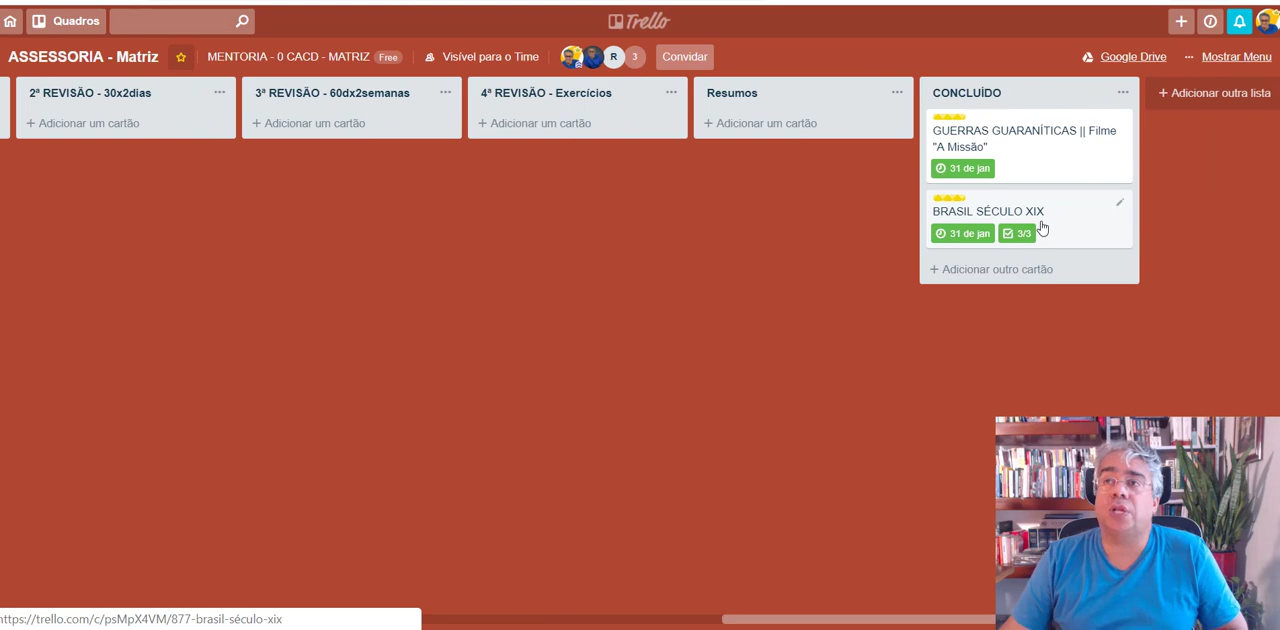 Quadros
Trello
ASSESSORIA - Matriz
MENTORIA - 0 CACD - MATRIZ Free
Visível para o Time
R
3
Convidar
Google Drive
··· Mostrar Menu
2ª REVISÃO - 30x2dias ···
+ Adicionar um cartão
3ª REVISÃO - 60dx2semanas ···
+ Adicionar um cartão
4ª REVISÃO - Exercícios ···
+ Adicionar um cartão
Resumos ···
+ Adicionar um cartão
CONCLUÍDO ···
GUERRAS GUARANÍTICAS || Filme
"A Missão"
31 de jan
BRASIL SÉCULO XIX
31 de jan
3/3
+ Adicionar outro cartão
+ Adicionar outra lista
https://trello.com/c/psMpX4VM/877-brasil-século-xix